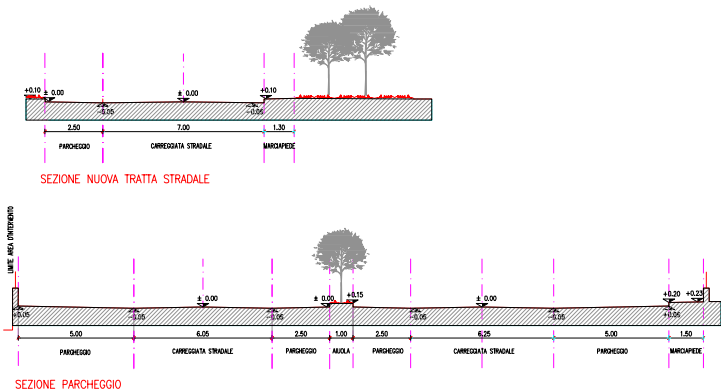 +0.10 ± 0.00 ± 0.00 +0.10
-0.05 -0.05
2.50 7.00 1.30
PARCHEGGIO CARREGGIATA STRADALE MARCIAPIEDE
SEZIONE NUOVA TRATTA STRADALE
LIMITE AREA D'INTERVENTO
± 0.00 ± 0.00 +0.15 ± 0.00 +0.20 +0.23
+0.05 -0.05 -0.05 -0.05 -0.05 +0.05
5.00 6.05 2.50 1.00 2.50 6.25 5.00 1.50
PARCHEGGIO CARREGGIATA STRADALE PARCHEGGIO AIUOLA PARCHEGGIO CARREGGIATA STRADALE PARCHEGGIO MARCIAPIEDE
SEZIONE PARCHEGGIO